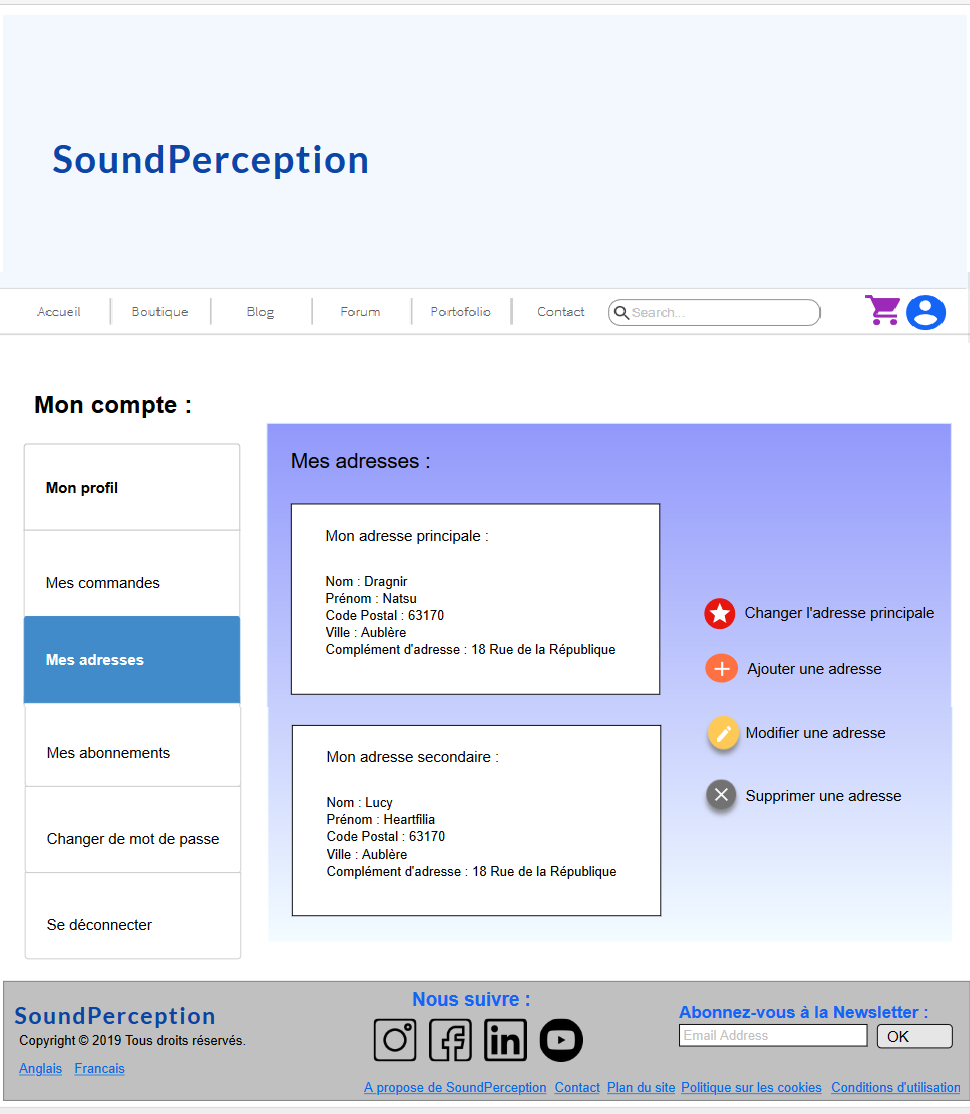 SoundPerception
Accueil
Boutique
Blog
Forum
Portofolio
Contact
Search...
Mon compte :
Mon profil
Mes commandes
Mes adresses
Mes abonnements
Changer de mot de passe
Se déconnecter
Mes adresses :
Mon adresse principale :
Nom : Dragnir
Prénom : Natsu
Code Postal : 63170
Ville : Aublère
Complément d'adresse : 18 Rue de la République
Mon adresse secondaire :
Nom : Lucy
Prénom : Heartfilia
Code Postal : 63170
Ville : Aublère
Complément d'adresse : 18 Rue de la République
Changer l'adresse principale
Ajouter une adresse
Modifier une adresse
Supprimer une adresse
SoundPerception
Copyright © 2019 Tous droits réservés.
Anglais Francais
Nous suivre :
in
Abonnez-vous à la Newsletter :
Email Address
OK
A propose de SoundPerception Contact Plan du site Politique sur les cookies Conditions d'utilisation